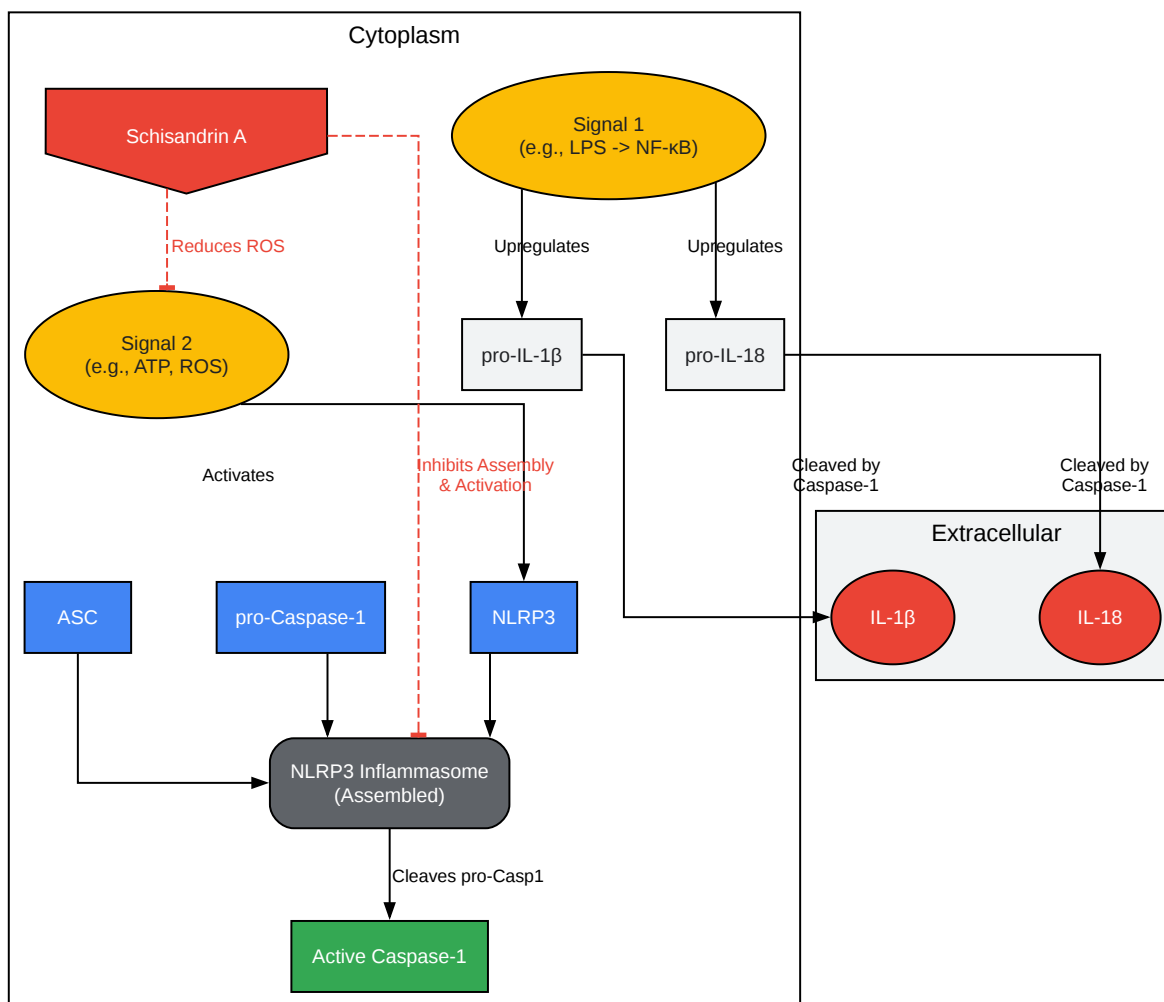 Cytoplasm
Schisandrin A
Signal 1
(e.g., LPS -> NF-κB)
Reduces ROS
Upregulates
Upregulates
Signal 2
(e.g., ATP, ROS)
pro-IL-1β
pro-IL-18
Activates
Inhibits Assembly
& Activation
Cleaved by
Caspase-1
Cleaved by
Caspase-1
Extracellular
ASC
pro-Caspase-1
NLRP3
IL-1β
IL-18
NLRP3 Inflammasome
(Assembled)
Cleaves pro-Casp1
Active Caspase-1